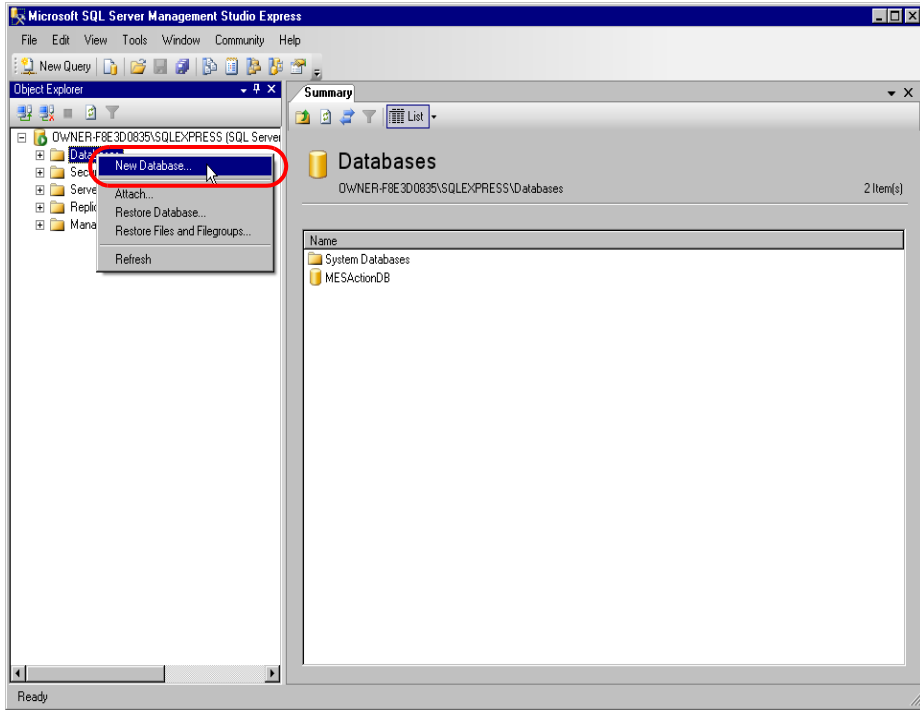 Microsoft SQL Server Management Studio Express
File Edit View Tools Window Community Help
New Query
Object Explorer
Summary
List
OWNER-F8E3D0835\SQLEXPRESS (SQL Server
New Database...
Attach...
Restore Database...
Restore Files and Filegroups...
Refresh
Databases
OWNER-F8E3D0835\SQLEXPRESS\Databases
2 Item(s)
Name
System Databases
MESActionDB
Ready